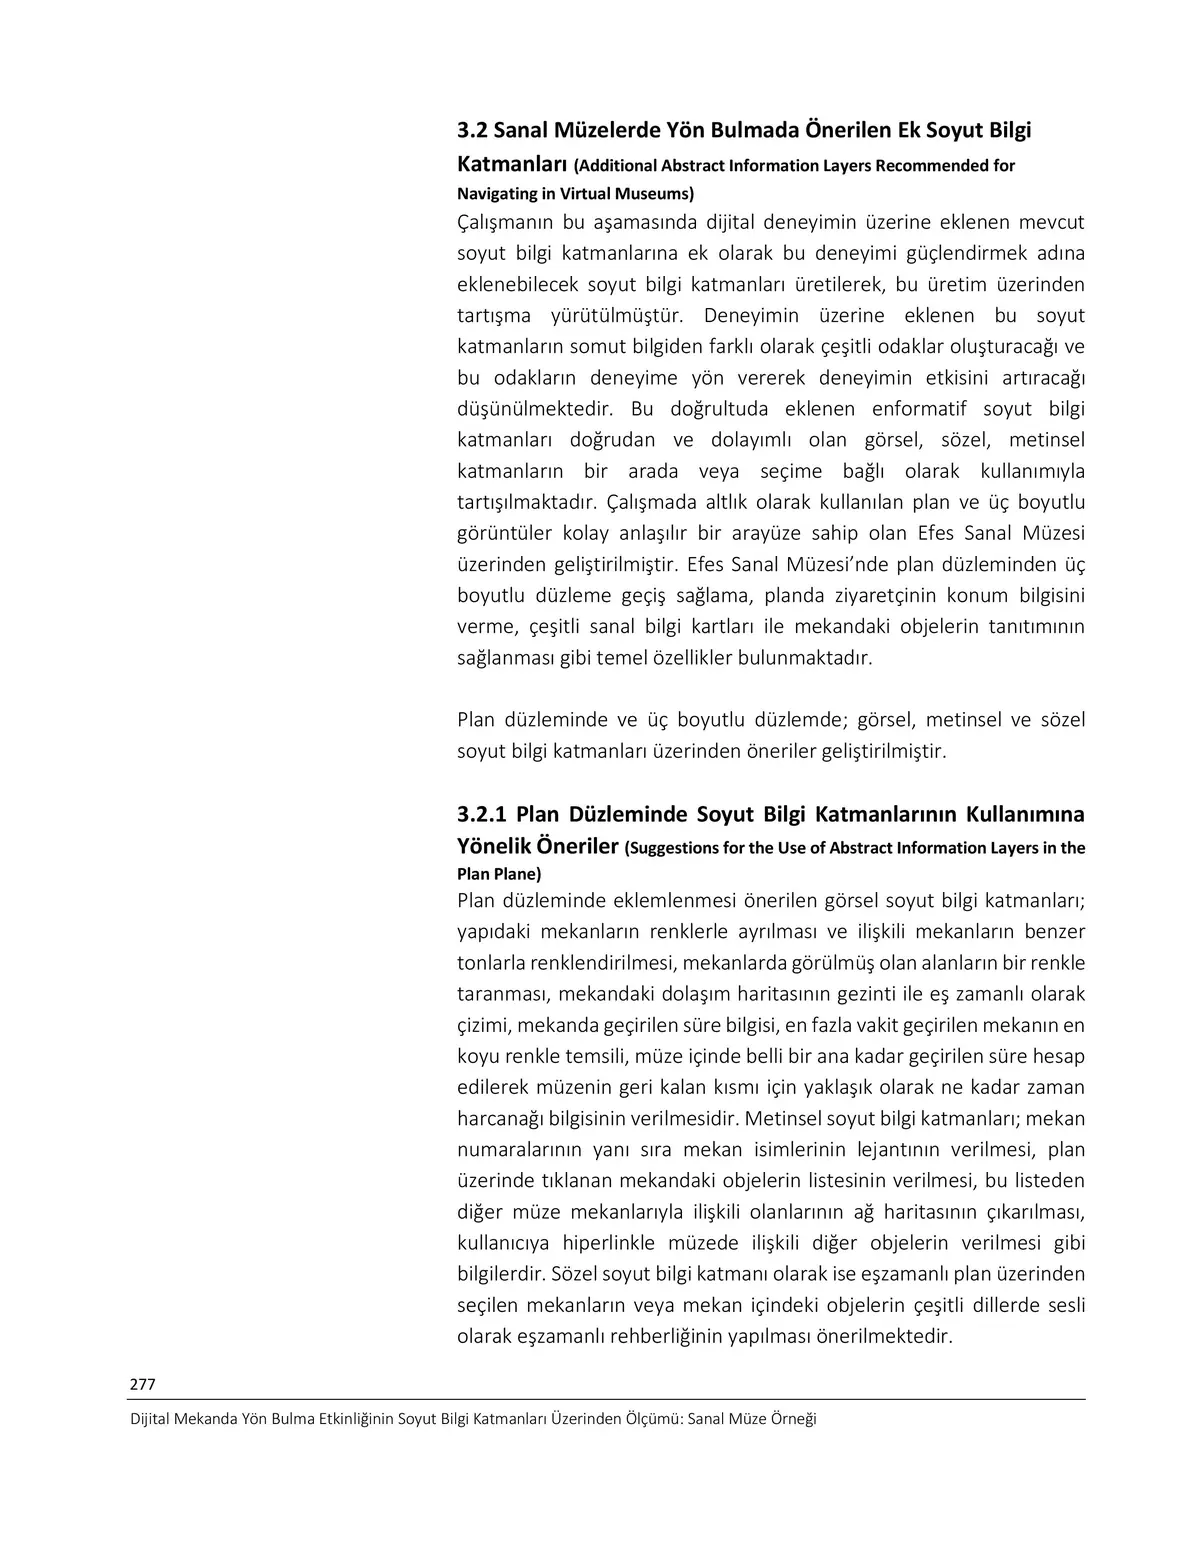 3.2 Sanal Müzelerde Yön Bulmada Önerilen Ek Soyut Bilgi
Katmanları (Additional Abstract Information Layers Recommended for
Navigating in Virtual Museums)
Çalışmanın bu aşamasında dijital deneyimin üzerine eklenen mevcut
soyut bilgi katmanlarına ek olarak bu deneyimi güçlendirmek adına
eklenebilecek soyut bilgi katmanları üretilerek, bu üretim üzerinden
tartışma yürütülmüştür. Deneyimin üzerine eklenen bu soyut
katmanların somut bilgiden farklı olarak çeşitli odaklar oluşturacağı ve
bu odakların deneyime yön vererek deneyimin etkisini artıracağı
düşünülmektedir. Bu doğrultuda eklenen enformatif soyut bilgi
katmanları doğrudan ve dolayımlı olan görsel, sözel, metinsel
katmanların bir arada veya seçime bağlı olarak kullanımıyla
tartışılmaktadır. Çalışmada altlık olarak kullanılan plan ve üç boyutlu
görüntüler kolay anlaşılır bir arayüze sahip olan Efes Sanal Müzesi
üzerinden geliştirilmiştir. Efes Sanal Müzesi’nde plan düzleminden üç
boyutlu düzleme geçiş sağlama, planda ziyaretçinin konum bilgisini
verme, çeşitli sanal bilgi kartları ile mekandaki objelerin tanıtımının
sağlanması gibi temel özellikler bulunmaktadır.
Plan düzleminde ve üç boyutlu düzlemde; görsel, metinsel ve sözel
soyut bilgi katmanları üzerinden öneriler geliştirilmiştir.
3.2.1 Plan Düzleminde Soyut Bilgi Katmanlarının Kullanımına
Yönelik Öneriler (Suggestions for the Use of Abstract Information Layers in the
Plan Plane)
Plan düzleminde eklemlenmesi önerilen görsel soyut bilgi katmanları;
yapıdaki mekanların renklerle ayrılması ve ilişkili mekanların benzer
tonlarla renklendirilmesi, mekanlarda görülmüş olan alanların bir renkle
taranması, mekandaki dolaşım haritasının gezinti ile eş zamanlı olarak
çizimi, mekanda geçirilen süre bilgisi, en fazla vakit geçirilen mekanın en
koyu renkle temsili, müze içinde belli bir ana kadar geçirilen süre hesap
edilerek müzenin geri kalan kısmı için yaklaşık olarak ne kadar zaman
harcanağı bilgisinin verilmesidir. Metinsel soyut bilgi katmanları; mekan
numaralarının yanı sıra mekan isimlerinin lejantının verilmesi, plan
üzerinde tıklanan mekandaki objelerin listesinin verilmesi, bu listeden
diğer müze mekanlarıyla ilişkili olanlarının ağ haritasının çıkarılması,
kullanıcıya hiperlinkle müzede ilişkili diğer objelerin verilmesi gibi
bilgilerdir. Sözel soyut bilgi katmanı olarak ise eşzamanlı plan üzerinden
seçilen mekanların veya mekan içindeki objelerin çeşitli dillerde sesli
olarak eşzamanlı rehberliğinin yapılması önerilmektedir.
277
Dijital Mekanda Yön Bulma Etkinliğinin Soyut Bilgi Katmanları Üzerinden Ölçümü: Sanal Müze Örneği